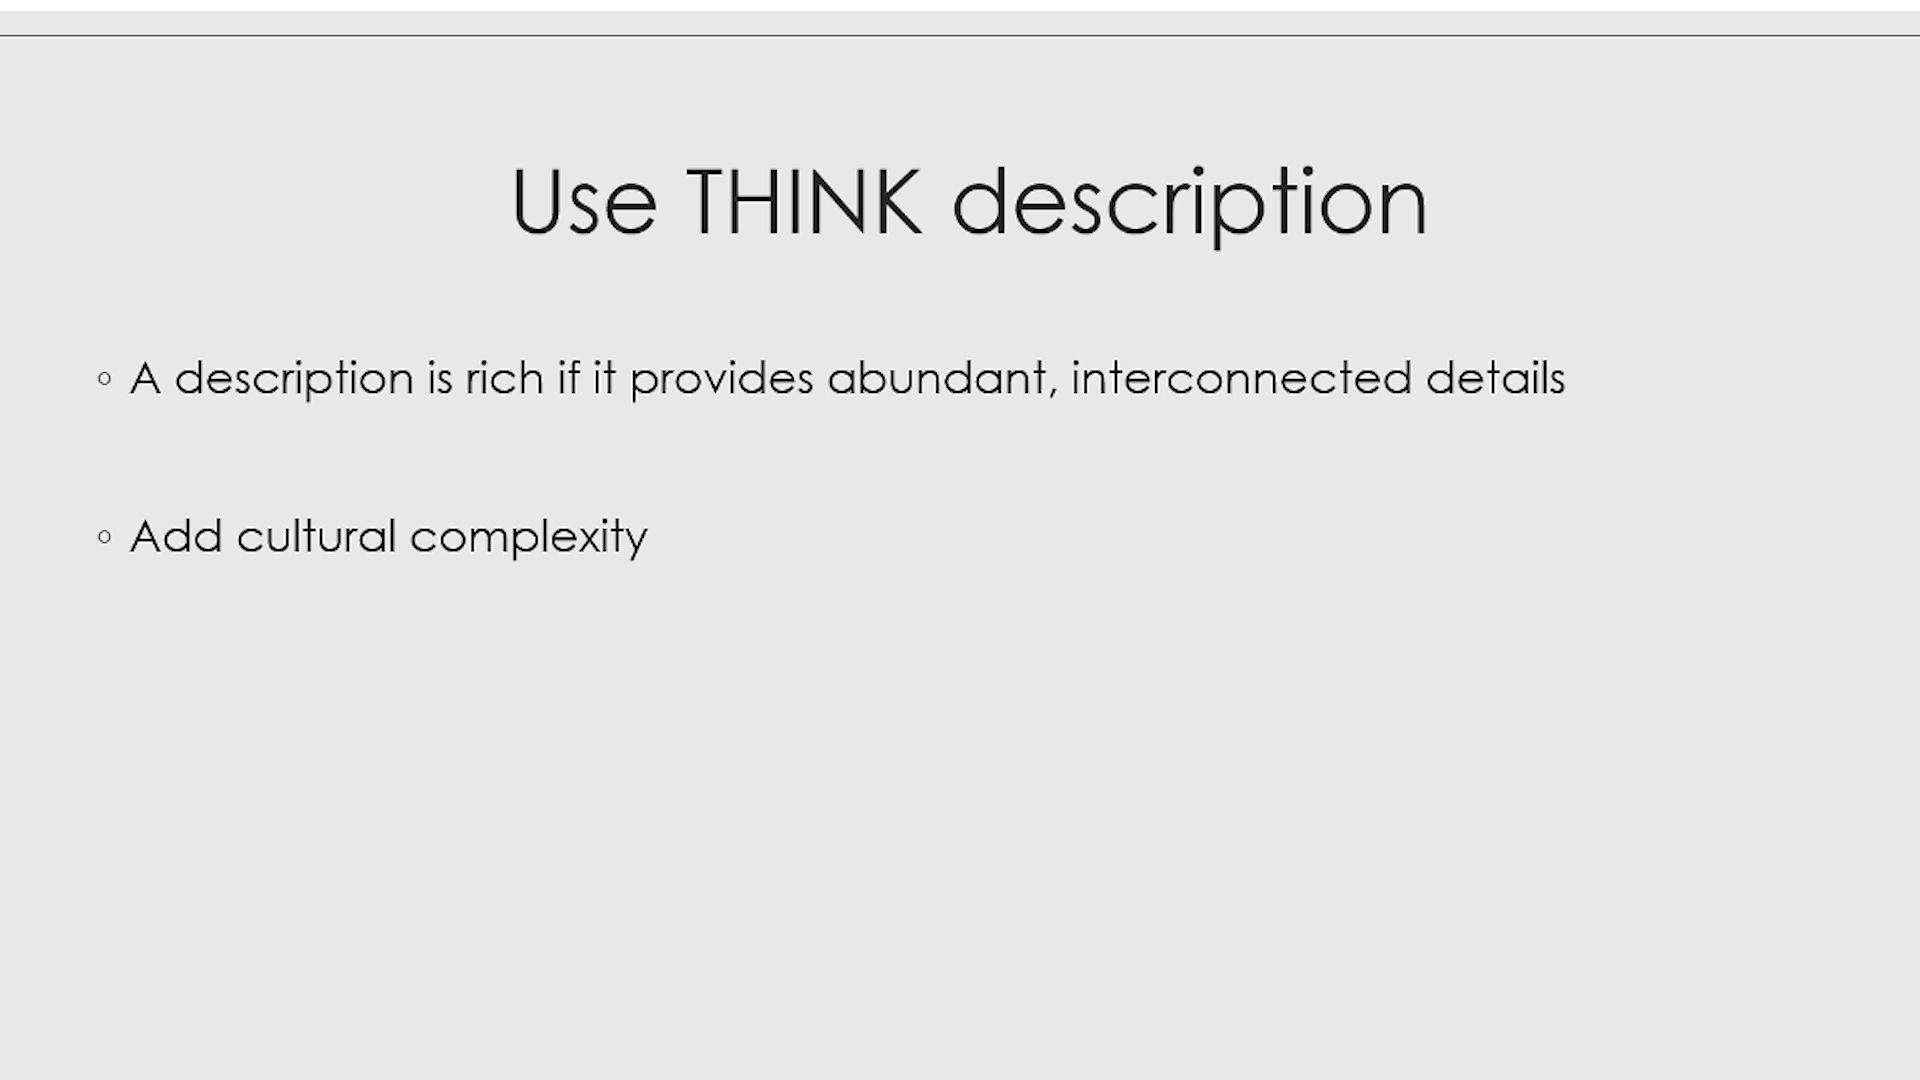 Use THINK description
◦ A description is rich if it provides abundant, interconnected details
◦ Add cultural complexity